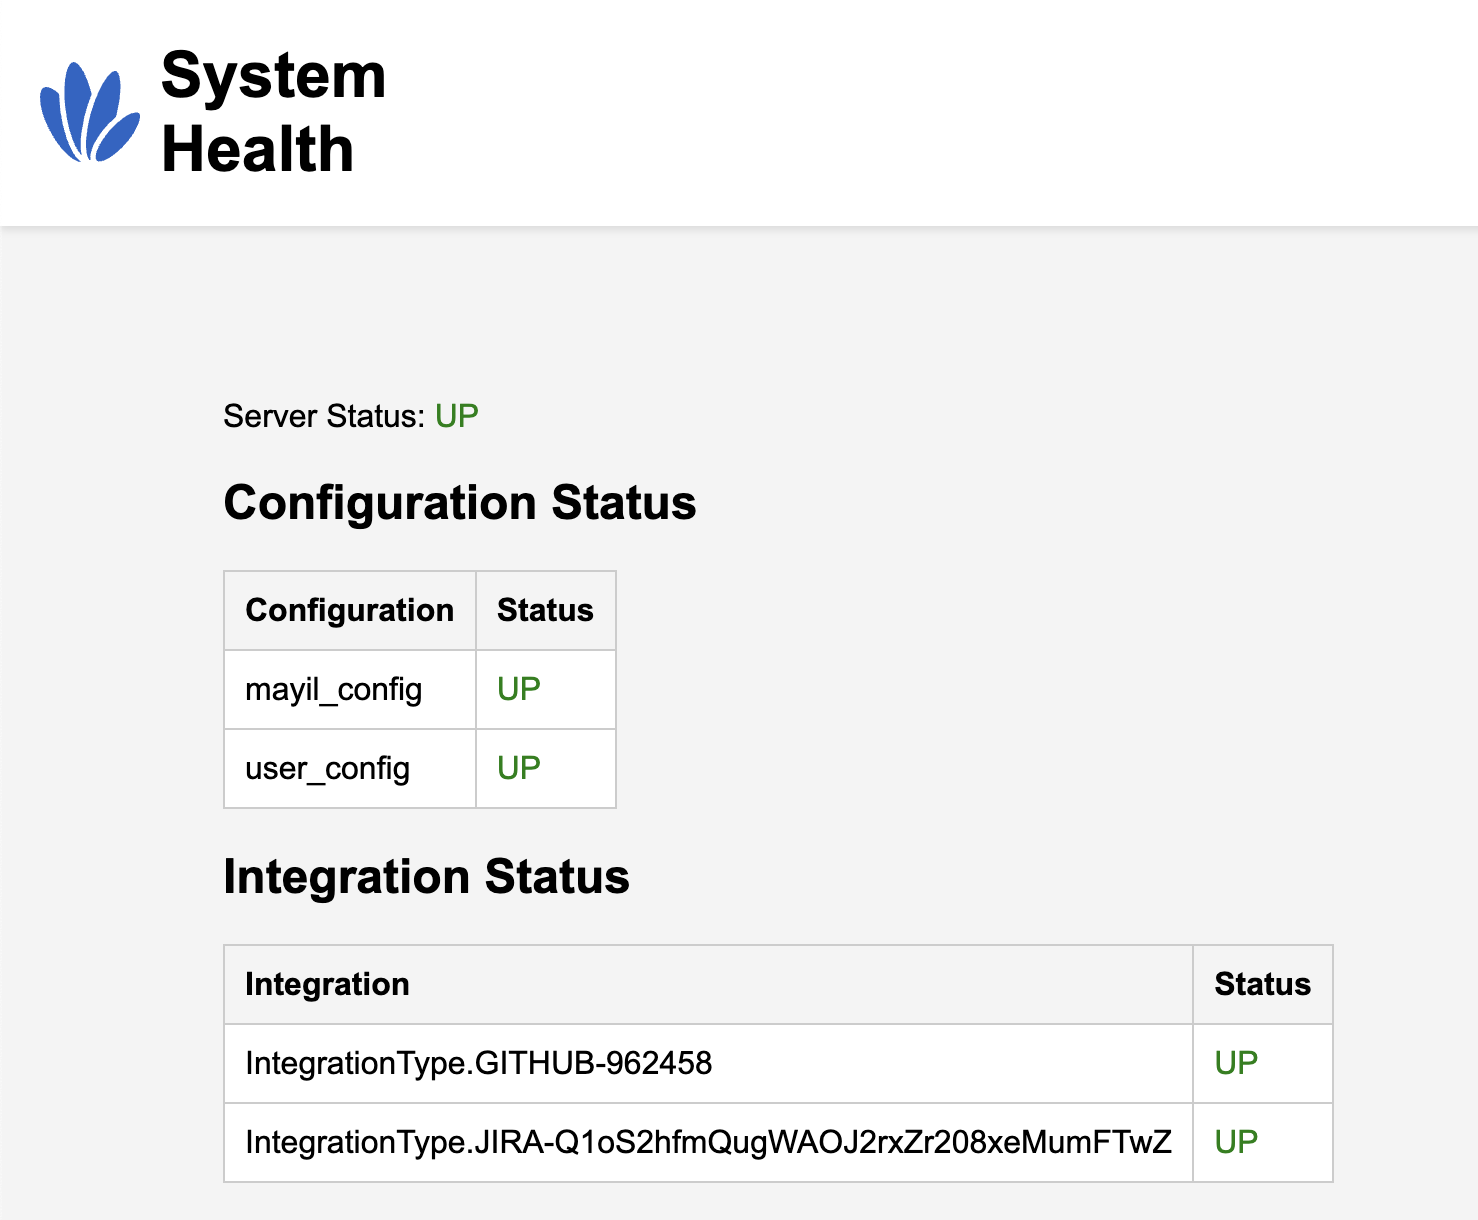 System
Health
Server Status: UP
Configuration Status
Configuration Status
mayil_config UP
user_config UP
Integration Status
Integration Status
IntegrationType.GITHUB-962458 UP
IntegrationType.JIRA-Q1oS2hfmQugWAOJ2rxZr208xeMumFTwZ UP